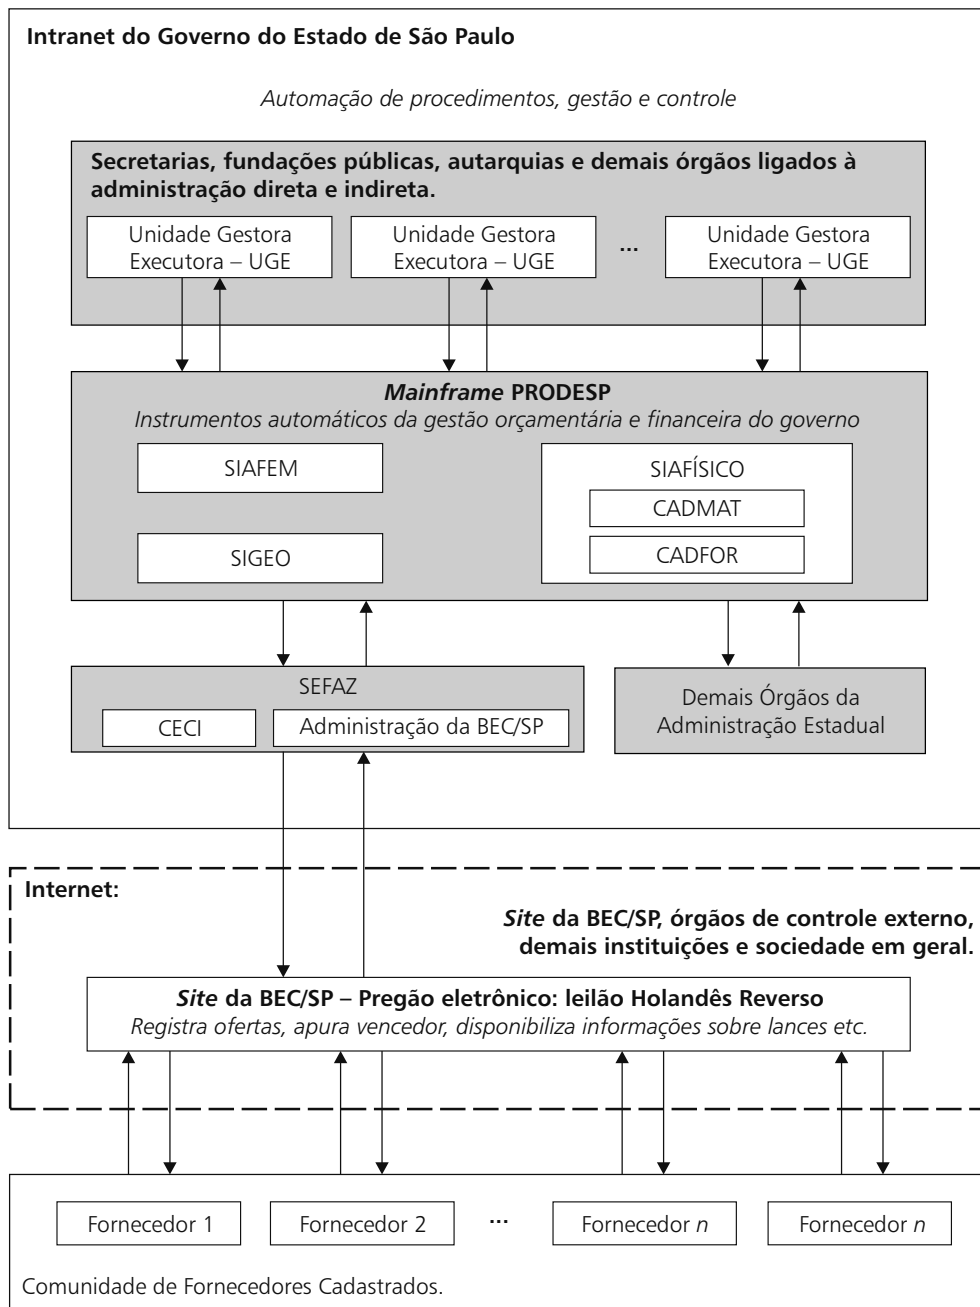 Intranet do Governo do Estado de São Paulo
Automação de procedimentos, gestão e controle
Secretarias, fundações públicas, autarquias e demais órgãos ligados à
administração direta e indireta.
Unidade Gestora
Executora – UGE
Unidade Gestora
Executora – UGE
...
Unidade Gestora
Executora – UGE
Mainframe PRODESP
Instrumentos automáticos da gestão orçamentária e financeira do governo
SIAFEM
SIGEO
SIAFÍSICO
CADMAT
CADFOR
SEFAZ
CECI
Administração da BEC/SP
Demais Órgãos da
Administração Estadual
Internet:
Site da BEC/SP, órgãos de controle externo,
demais instituições e sociedade em geral.
Site da BEC/SP – Pregão eletrônico: leilão Holandês Reverso
Registra ofertas, apura vencedor, disponibiliza informações sobre lances etc.
Fornecedor 1
Fornecedor 2
...
Fornecedor n
Fornecedor n
Comunidade de Fornecedores Cadastrados.